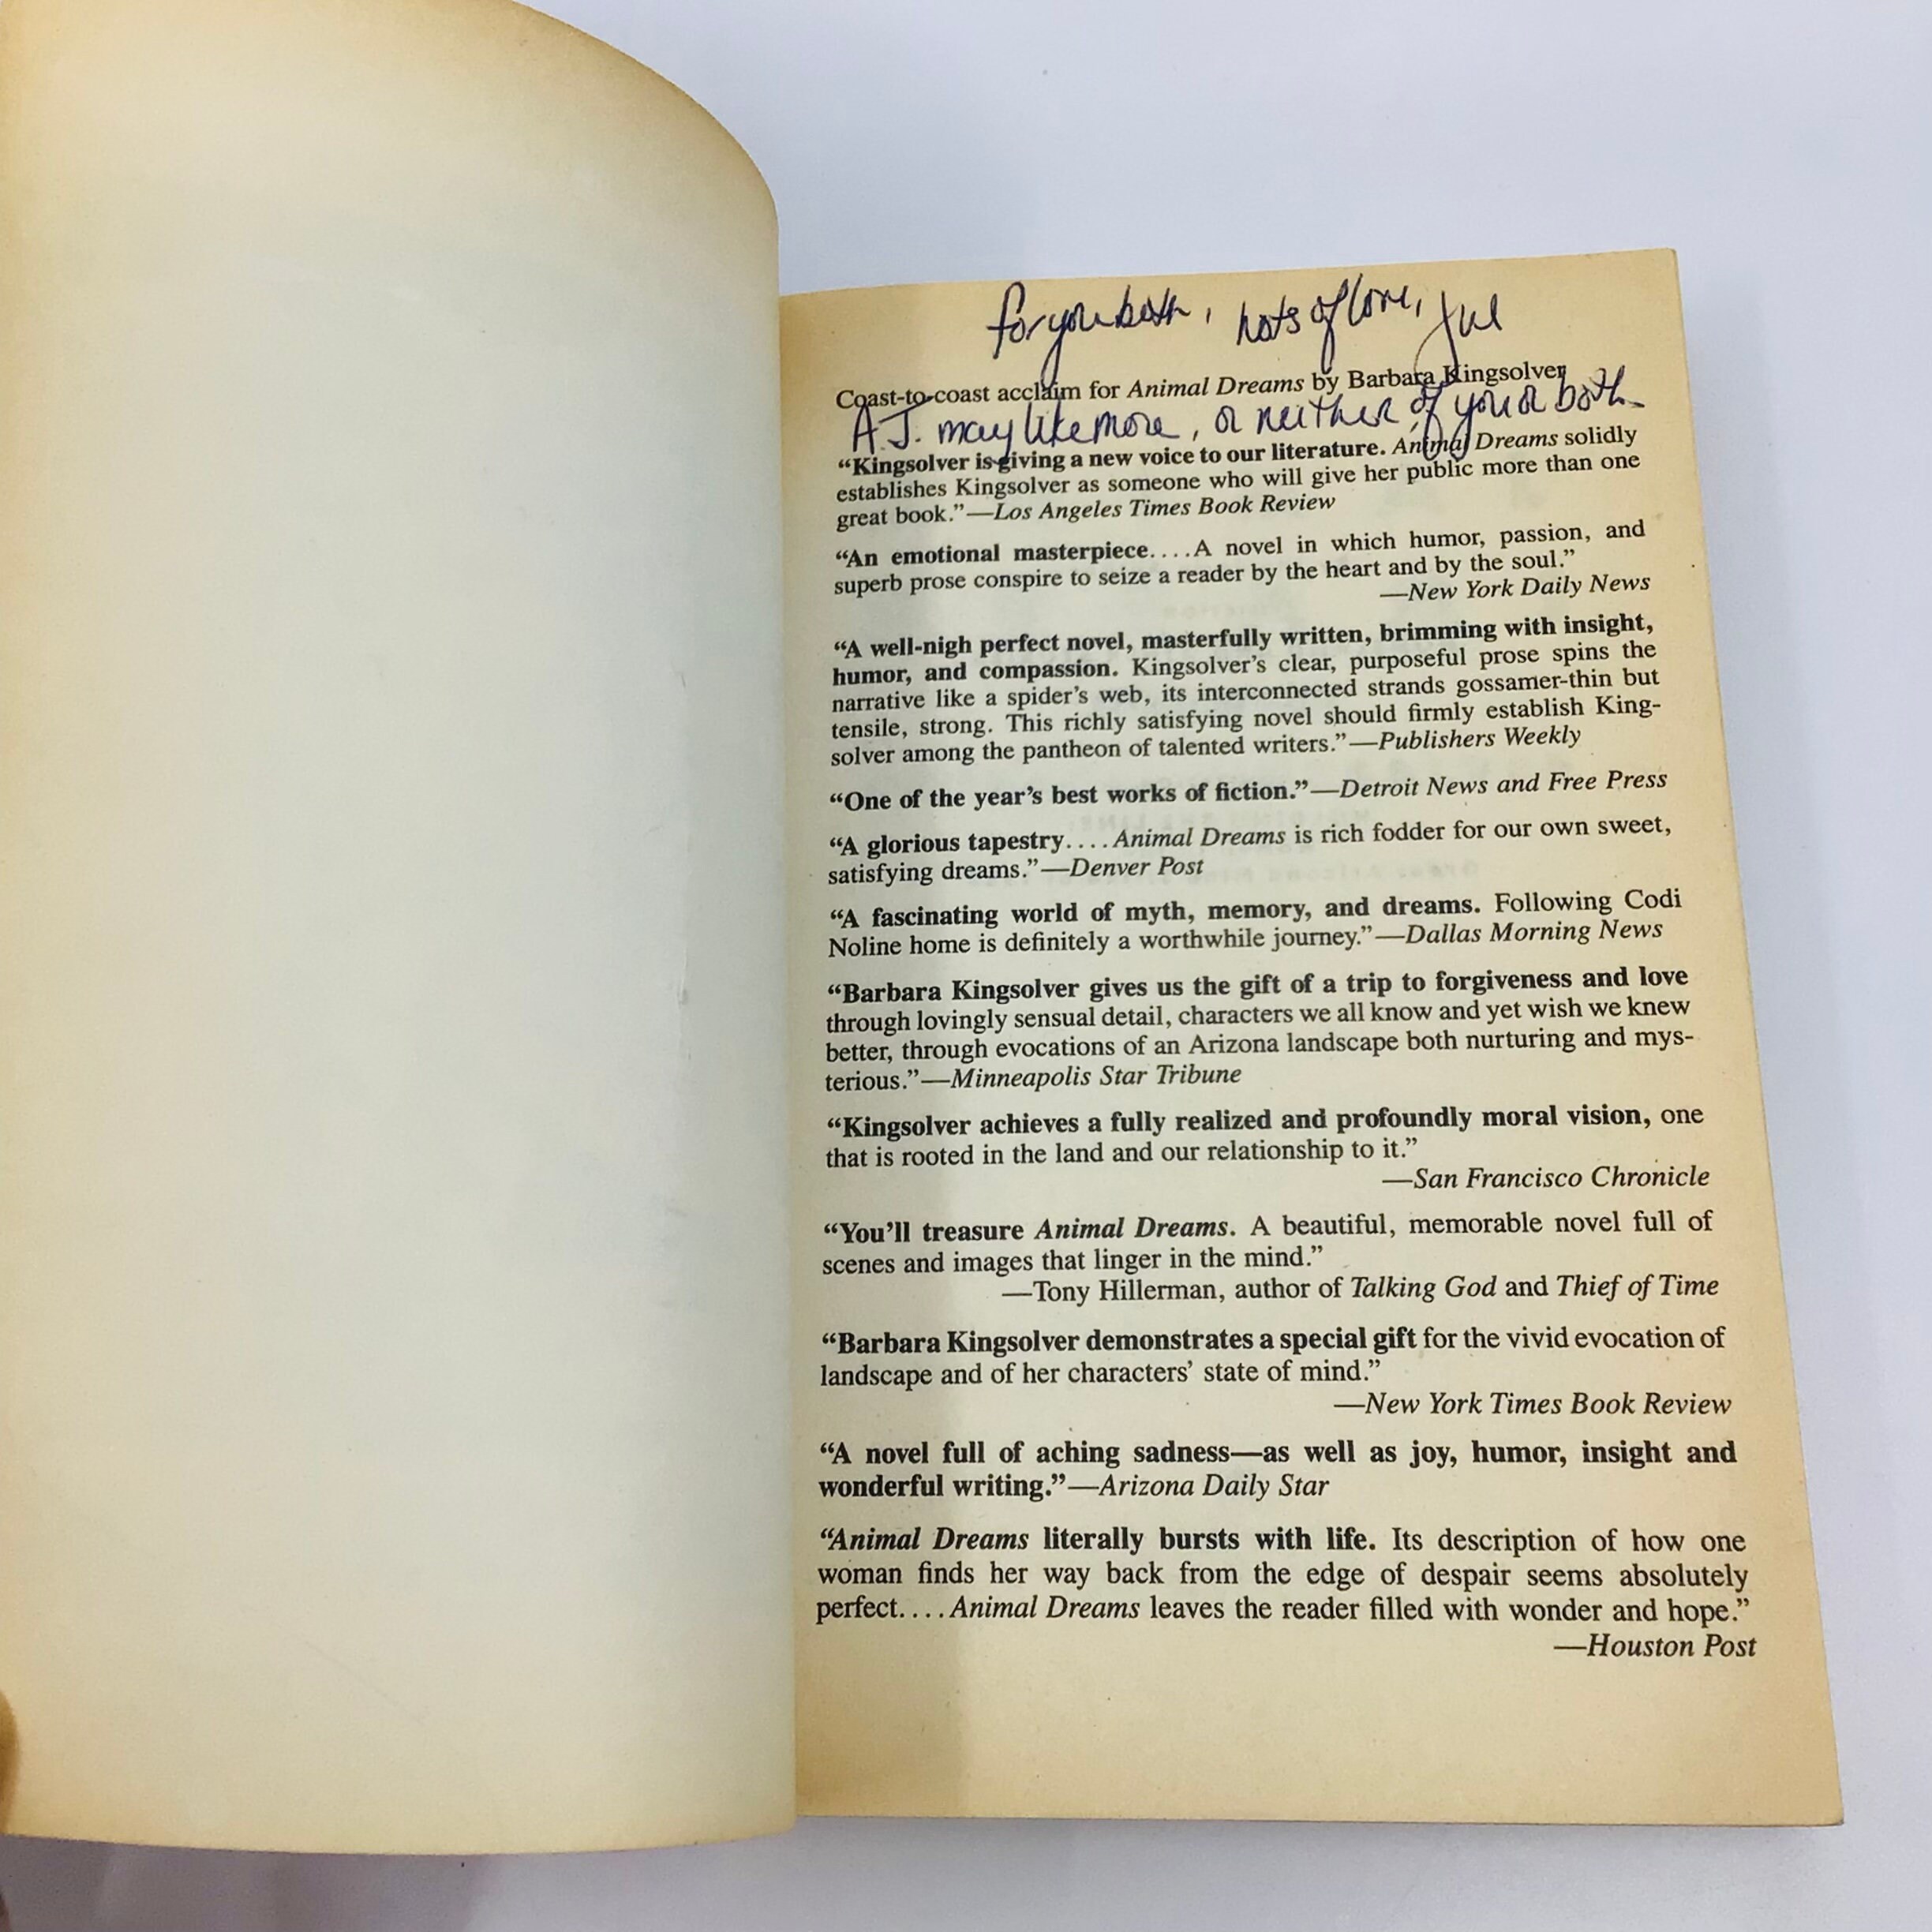 for you both, Lots of love, Jul
Coast-to-coast acclaim for Animal Dreams by Barbara Kingsolver
A.J. may like more, or neither, of you or both
“Kingsolver is giving a new voice to our literature. Animal Dreams solidly
establishes Kingsolver as someone who will give her public more than one
great book.”—Los Angeles Times Book Review
“An emotional masterpiece....A novel in which humor, passion, and
superb prose conspire to seize a reader by the heart and by the soul.”
—New York Daily News
“A well-nigh perfect novel, masterfully written, brimming with insight,
humor, and compassion. Kingsolver’s clear, purposeful prose spins the
narrative like a spider’s web, its interconnected strands gossamer-thin but
tensile, strong. This richly satisfying novel should firmly establish King-
solver among the pantheon of talented writers.”—Publishers Weekly
“One of the year’s best works of fiction.”—Detroit News and Free Press
“A glorious tapestry....Animal Dreams is rich fodder for our own sweet,
satisfying dreams.”—Denver Post
“A fascinating world of myth, memory, and dreams. Following Codi
Noline home is definitely a worthwhile journey.”—Dallas Morning News
“Barbara Kingsolver gives us the gift of a trip to forgiveness and love
through lovingly sensual detail, characters we all know and yet wish we knew
better, through evocations of an Arizona landscape both nurturing and mys-
terious.”—Minneapolis Star Tribune
“Kingsolver achieves a fully realized and profoundly moral vision, one
that is rooted in the land and our relationship to it.”
—San Francisco Chronicle
“You’ll treasure Animal Dreams. A beautiful, memorable novel full of
scenes and images that linger in the mind.”
—Tony Hillerman, author of Talking God and Thief of Time
“Barbara Kingsolver demonstrates a special gift for the vivid evocation of
landscape and of her characters’ state of mind.”
—New York Times Book Review
“A novel full of aching sadness—as well as joy, humor, insight and
wonderful writing.”—Arizona Daily Star
“Animal Dreams literally bursts with life. Its description of how one
woman finds her way back from the edge of despair seems absolutely
perfect....Animal Dreams leaves the reader filled with wonder and hope.”
—Houston Post